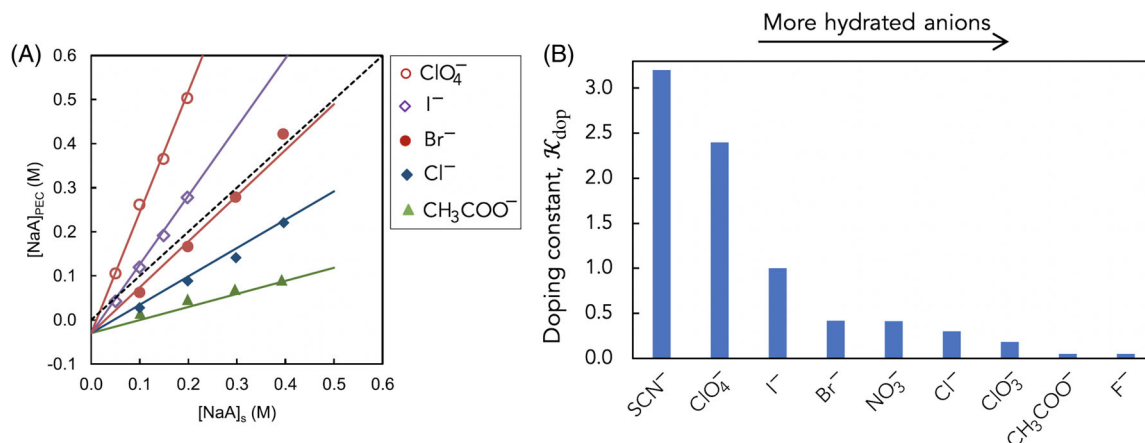 (A)
0.6
0.5
0.4
0.3
0.2
0.1
0.0
-0.1
[NaA]PEC (M)
0.0 0.1 0.2 0.3 0.4 0.5 0.6
[NaA]s (M)
ClO4−
I−
Br−
Cl−
CH3COO−
(B)
More hydrated anions
3.0
2.5
2.0
1.5
1.0
0.5
0.0
Doping constant, 𝒦dop
SCN− ClO4− I− Br− NO3− Cl− ClO3− CH3COO− F−